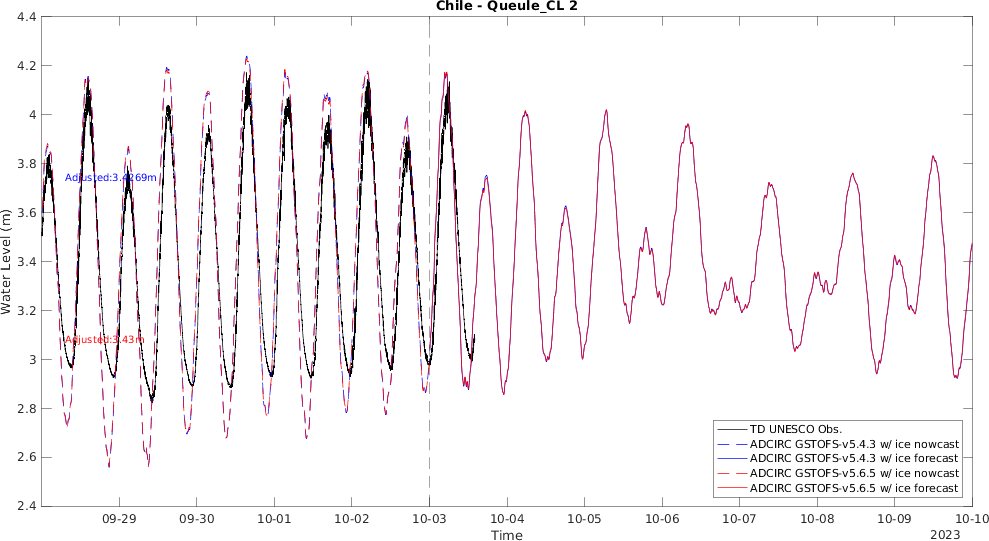 Chile - Queule_CL 2
4.4
4.2
4
3.8
3.6
3.4
3.2
3
2.8
2.6
2.4
Water Level (m)
Adjusted:3.4269m
Adjusted:3.43m
TD UNESCO Obs.
ADCIRC GSTOFS-v5.4.3 w/ ice nowcast
ADCIRC GSTOFS-v5.4.3 w/ ice forecast
ADCIRC GSTOFS-v5.6.5 w/ ice nowcast
ADCIRC GSTOFS-v5.6.5 w/ ice forecast
09-29 09-30 10-01 10-02 10-03 10-04 10-05 10-06 10-07 10-08 10-09 10-10
Time
2023